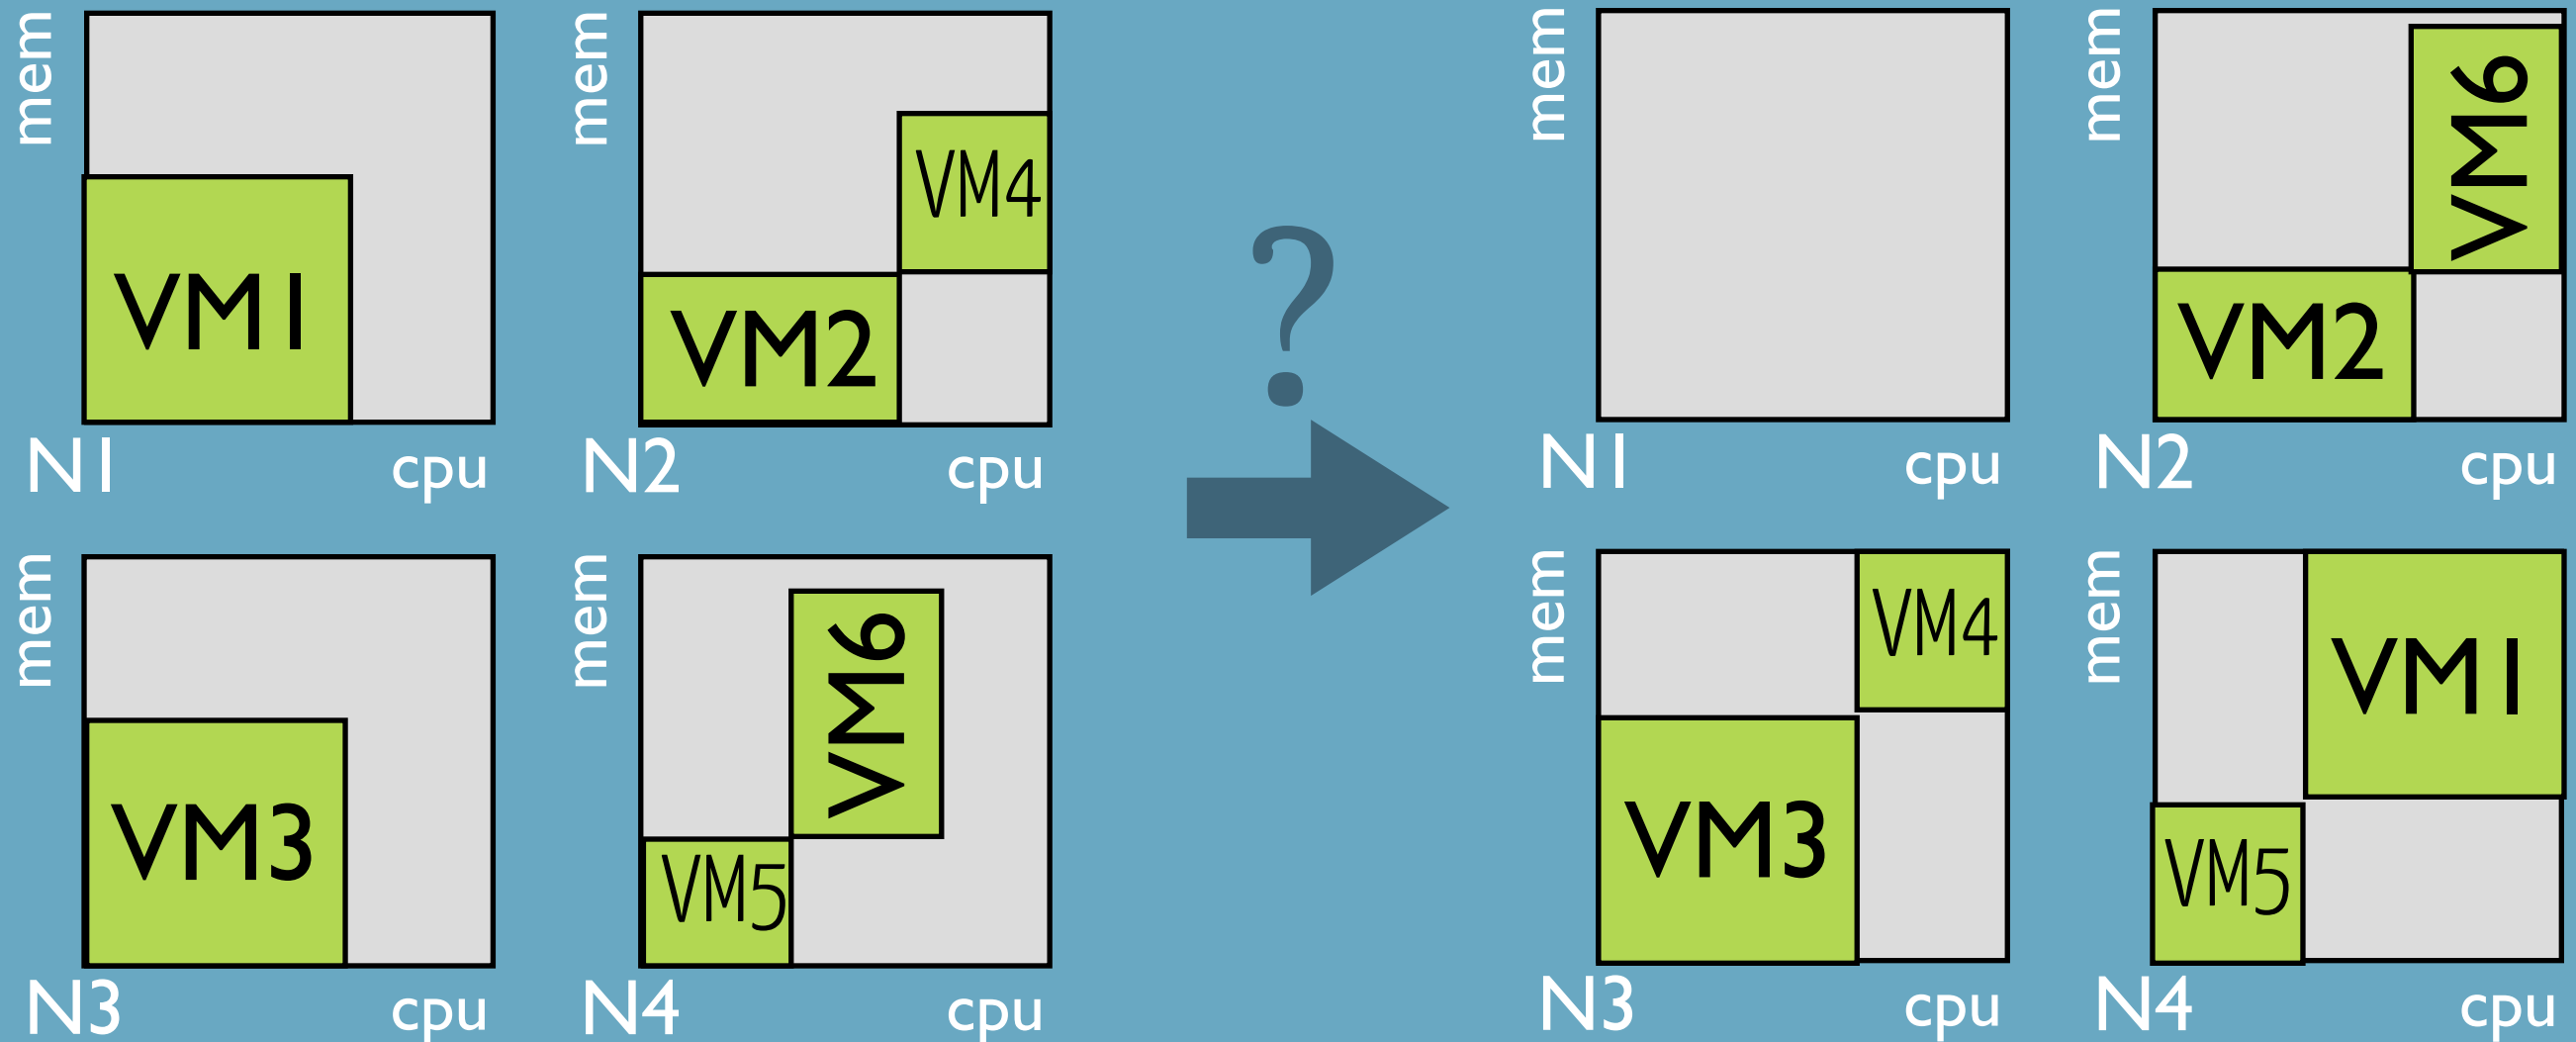 mem
VM1
N1 cpu
mem
VM4
VM2
N2 cpu
mem
VM3
N3 cpu
mem
VM6
VM5
N4 cpu
?
mem
N1 cpu
mem
VM6
VM2
N2 cpu
mem
VM4
VM3
N3 cpu
mem
VM1
VM5
N4 cpu